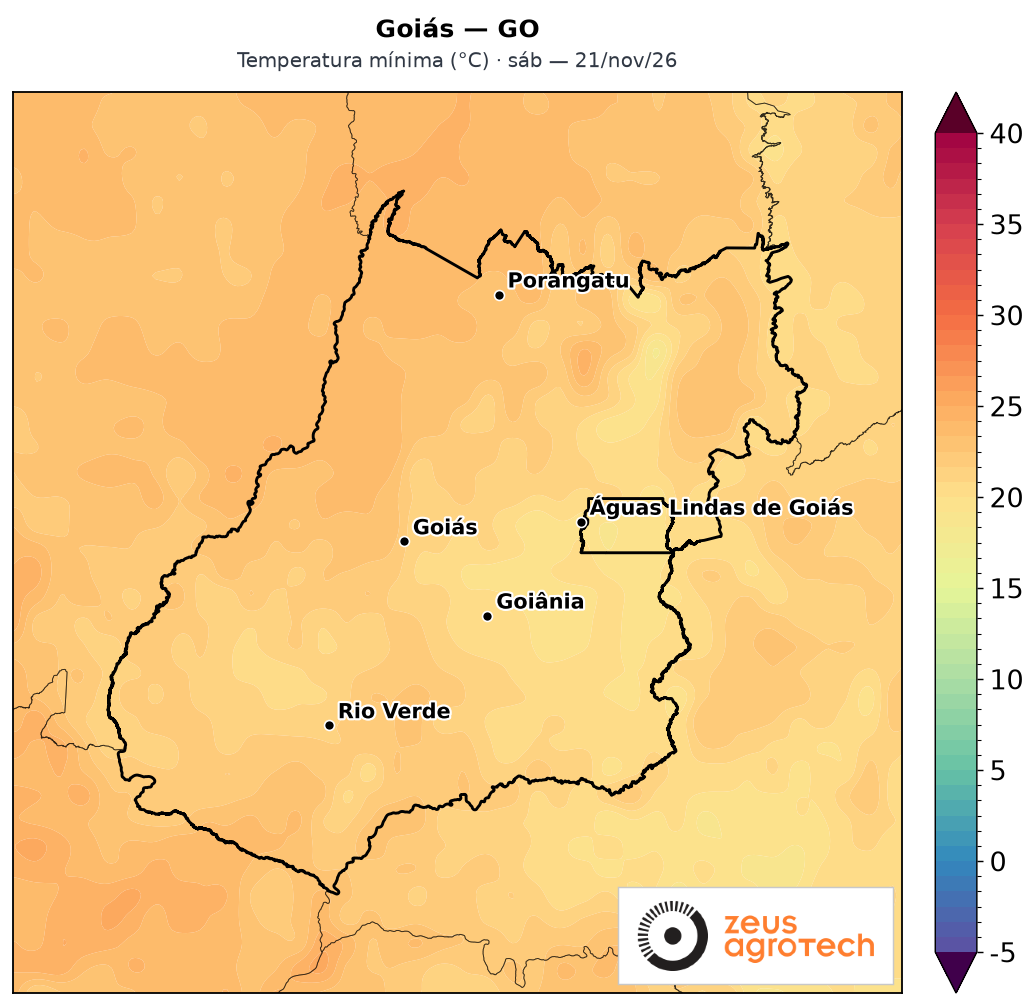 Goiás — GO
Temperatura mínima (°C) · sáb — 21/nov/26
40
35
30
25
20
15
10
5
0
-5
Porangatu
Águas Lindas de Goiás
Goiás
Goiânia
Rio Verde
zeus
agrotech